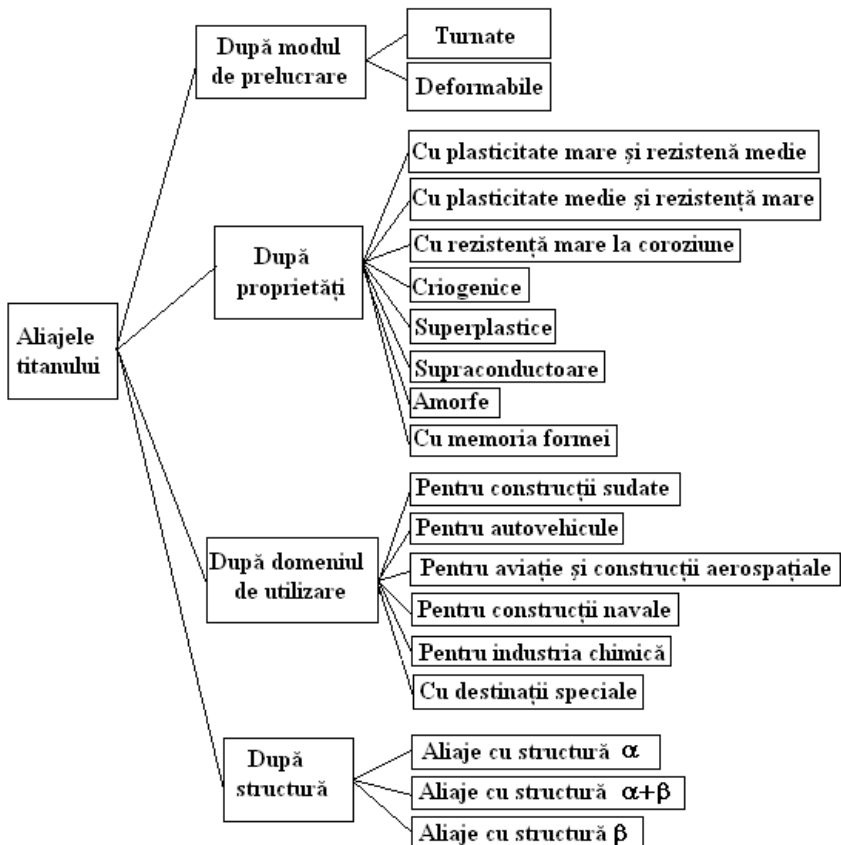 Aliajele
titanului
După modul
de prelucrare
Turnate
Deformabile
După
proprietăți
Cu plasticitate mare și rezistenă medie
Cu plasticitate medie și rezistență mare
Cu rezistență mare la coroziune
Criogenice
Superplastice
Supraconductoare
Amorfe
Cu memoria formei
După domeniul
de utilizare
Pentru construcții sudate
Pentru autovehicule
Pentru aviație și construcții aerospațiale
Pentru construcții navale
Pentru industria chimică
Cu destinații speciale
După
structură
Aliaje cu structură α
Aliaje cu structură α+β
Aliaje cu structură β